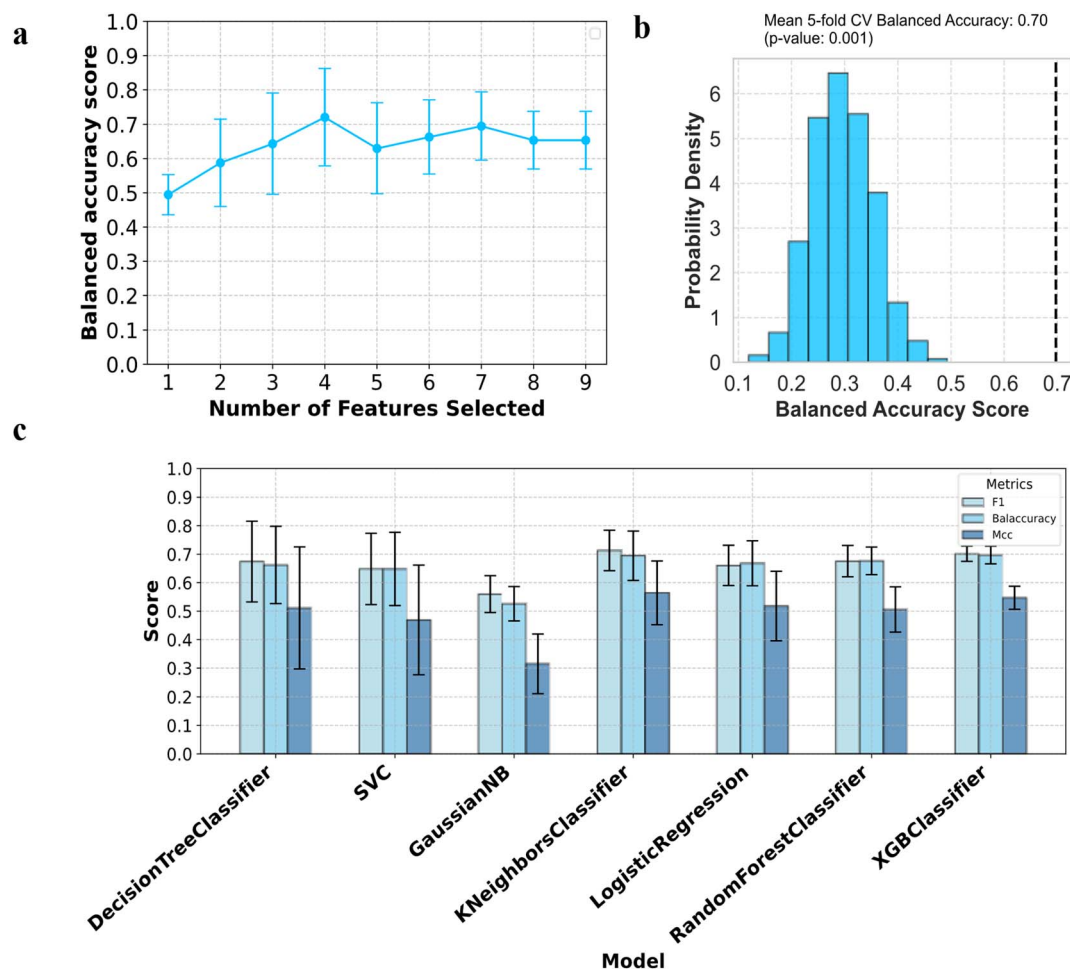 a
1.0
0.9
0.8
0.7
0.6
0.5
0.4
0.3
0.2
0.1
0.0
Balanced accuracy score
1 2 3 4 5 6 7 8 9
Number of Features Selected
b
Mean 5-fold CV Balanced Accuracy: 0.70
(p-value: 0.001)
6
5
4
3
2
1
0
Probability Density
0.1 0.2 0.3 0.4 0.5 0.6 0.7
Balanced Accuracy Score
c
1.0
0.9
0.8
0.7
0.6
0.5
0.4
0.3
0.2
0.1
0.0
Score
Metrics
F1
Balaccuracy
Mcc
DecisionTreeClassifier
SVC
GaussianNB
KNeighborsClassifier
LogisticRegression
RandomForestClassifier
XGBClassifier
Model